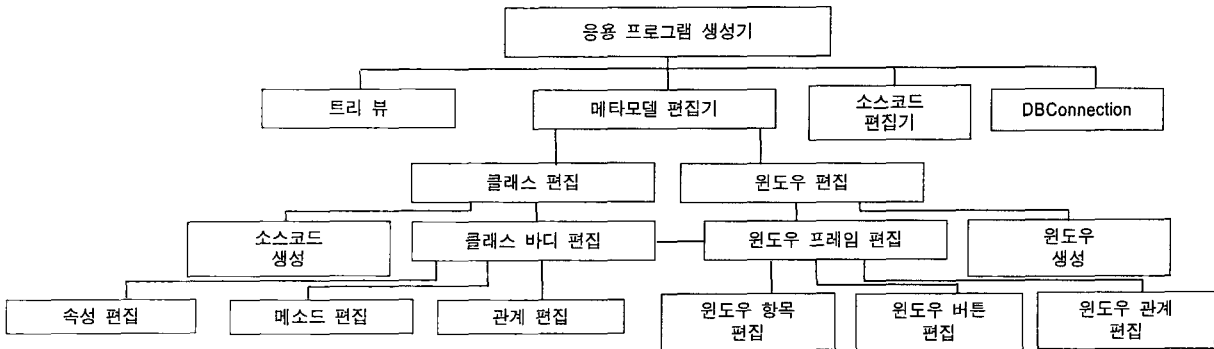 응용 프로그램 생성기
트리 뷰
메타모델 편집기
소스코드
편집기
DBConnection
클래스 편집
윈도우 편집
소스코드
생성
클래스 바디 편집
윈도우 프레임 편집
윈도우
생성
속성 편집
메소드 편집
관계 편집
윈도우 항목
편집
윈도우 버튼
편집
윈도우 관계
편집